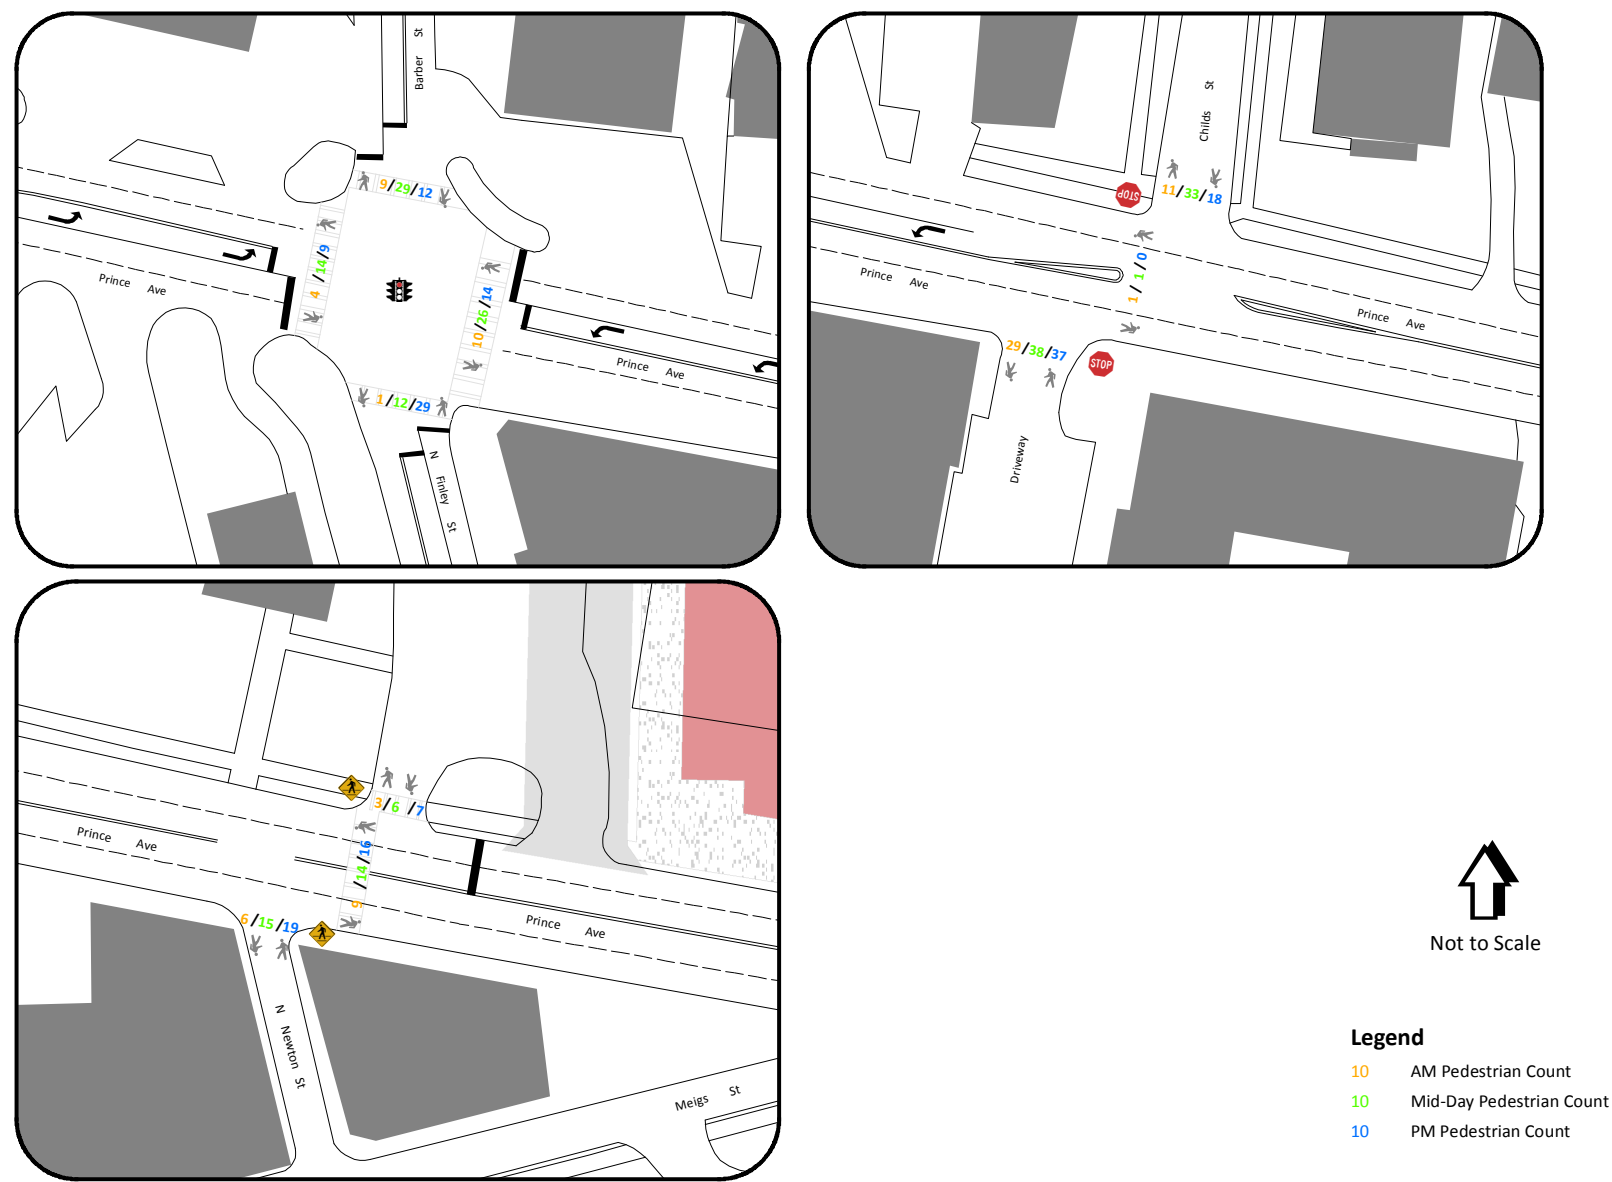 Barber St
9/29/12
4/14/9
10/26/14
1/12/29
Prince Ave
Prince Ave
N Finley St
Childs St
STOP
11/33/18
1/1/0
29/38/37
STOP
Prince Ave
Prince Ave
Driveway
3/6/7
9/14/16
6/15/19
Prince Ave
Prince Ave
N Newton St
Meigs St
Not to Scale
Legend
10 AM Pedestrian Count
10 Mid-Day Pedestrian Count
10 PM Pedestrian Count